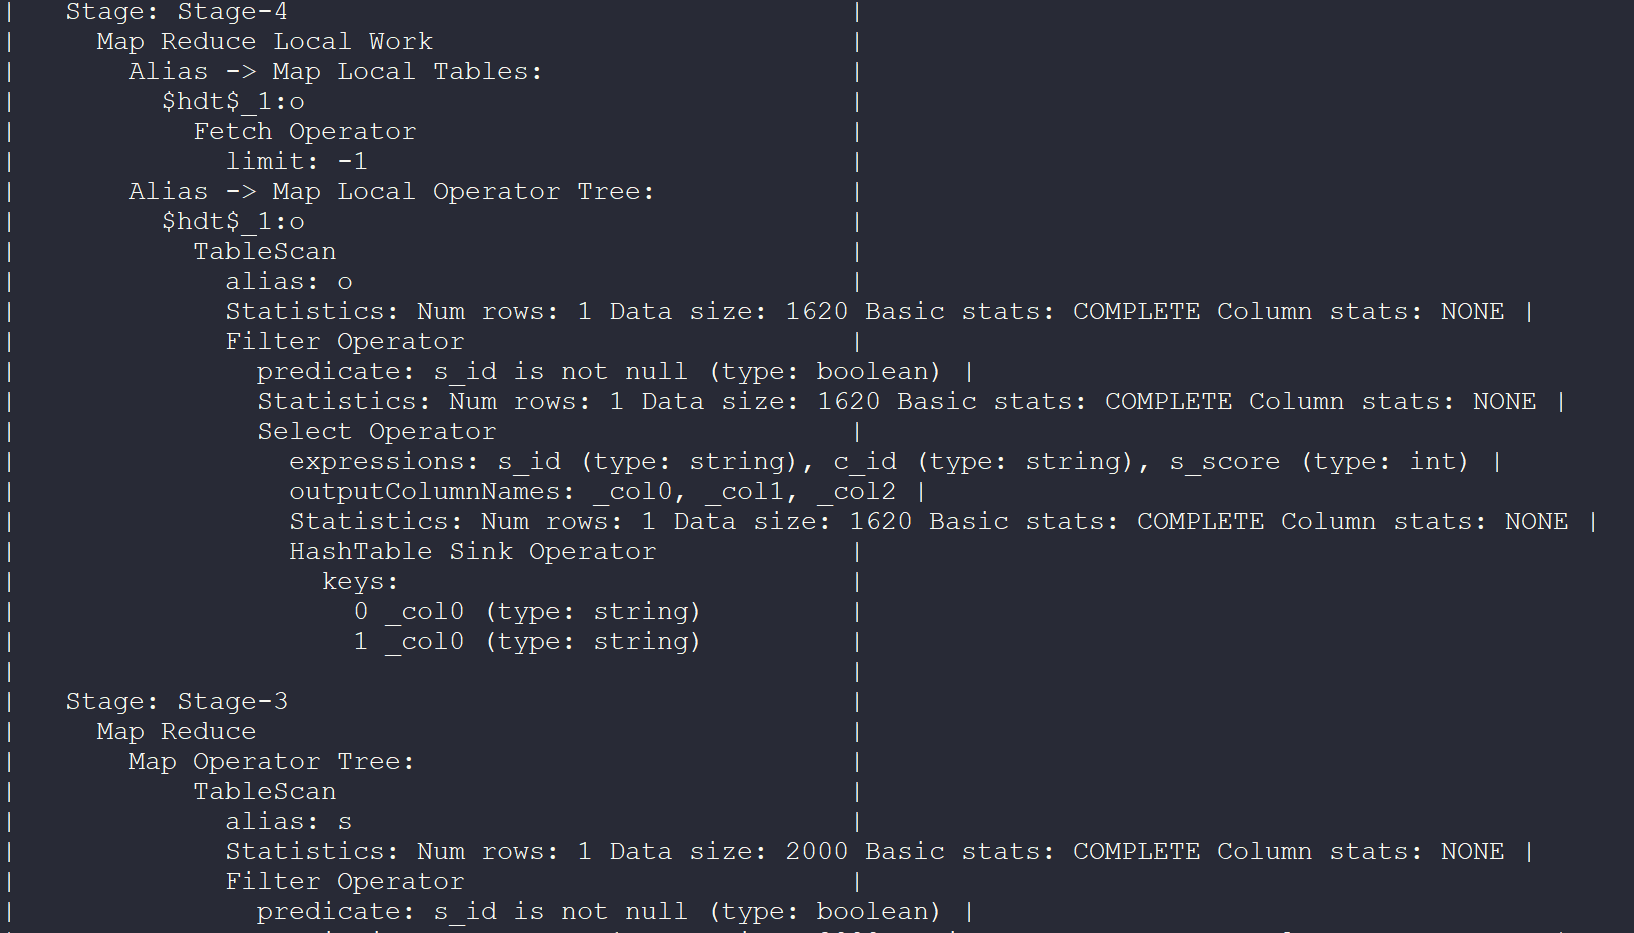 |    Stage: Stage-4                                   |
|      Map Reduce Local Work                          |
|        Alias -> Map Local Tables:                   |
|          $hdt$_1:o                                  |
|            Fetch Operator                           |
|              limit: -1                              |
|        Alias -> Map Local Operator Tree:            |
|          $hdt$_1:o                                  |
|            TableScan                                |
|              alias: o                               |
|              Statistics: Num rows: 1 Data size: 1620 Basic stats: COMPLETE Column stats: NONE |
|              Filter Operator                        |
|                predicate: s_id is not null (type: boolean) |
|                Statistics: Num rows: 1 Data size: 1620 Basic stats: COMPLETE Column stats: NONE |
|                Select Operator                      |
|                  expressions: s_id (type: string), c_id (type: string), s_score (type: int) |
|                  outputColumnNames: _col0, _col1, _col2 |
|                  Statistics: Num rows: 1 Data size: 1620 Basic stats: COMPLETE Column stats: NONE |
|                  HashTable Sink Operator            |
|                    keys:                            |
|                      0 _col0 (type: string)         |
|                      1 _col0 (type: string)         |
|                                                     |
|    Stage: Stage-3                                   |
|      Map Reduce                                     |
|        Map Operator Tree:                           |
|            TableScan                                |
|              alias: s                               |
|              Statistics: Num rows: 1 Data size: 2000 Basic stats: COMPLETE Column stats: NONE |
|              Filter Operator                        |
|                predicate: s_id is not null (type: boolean) |